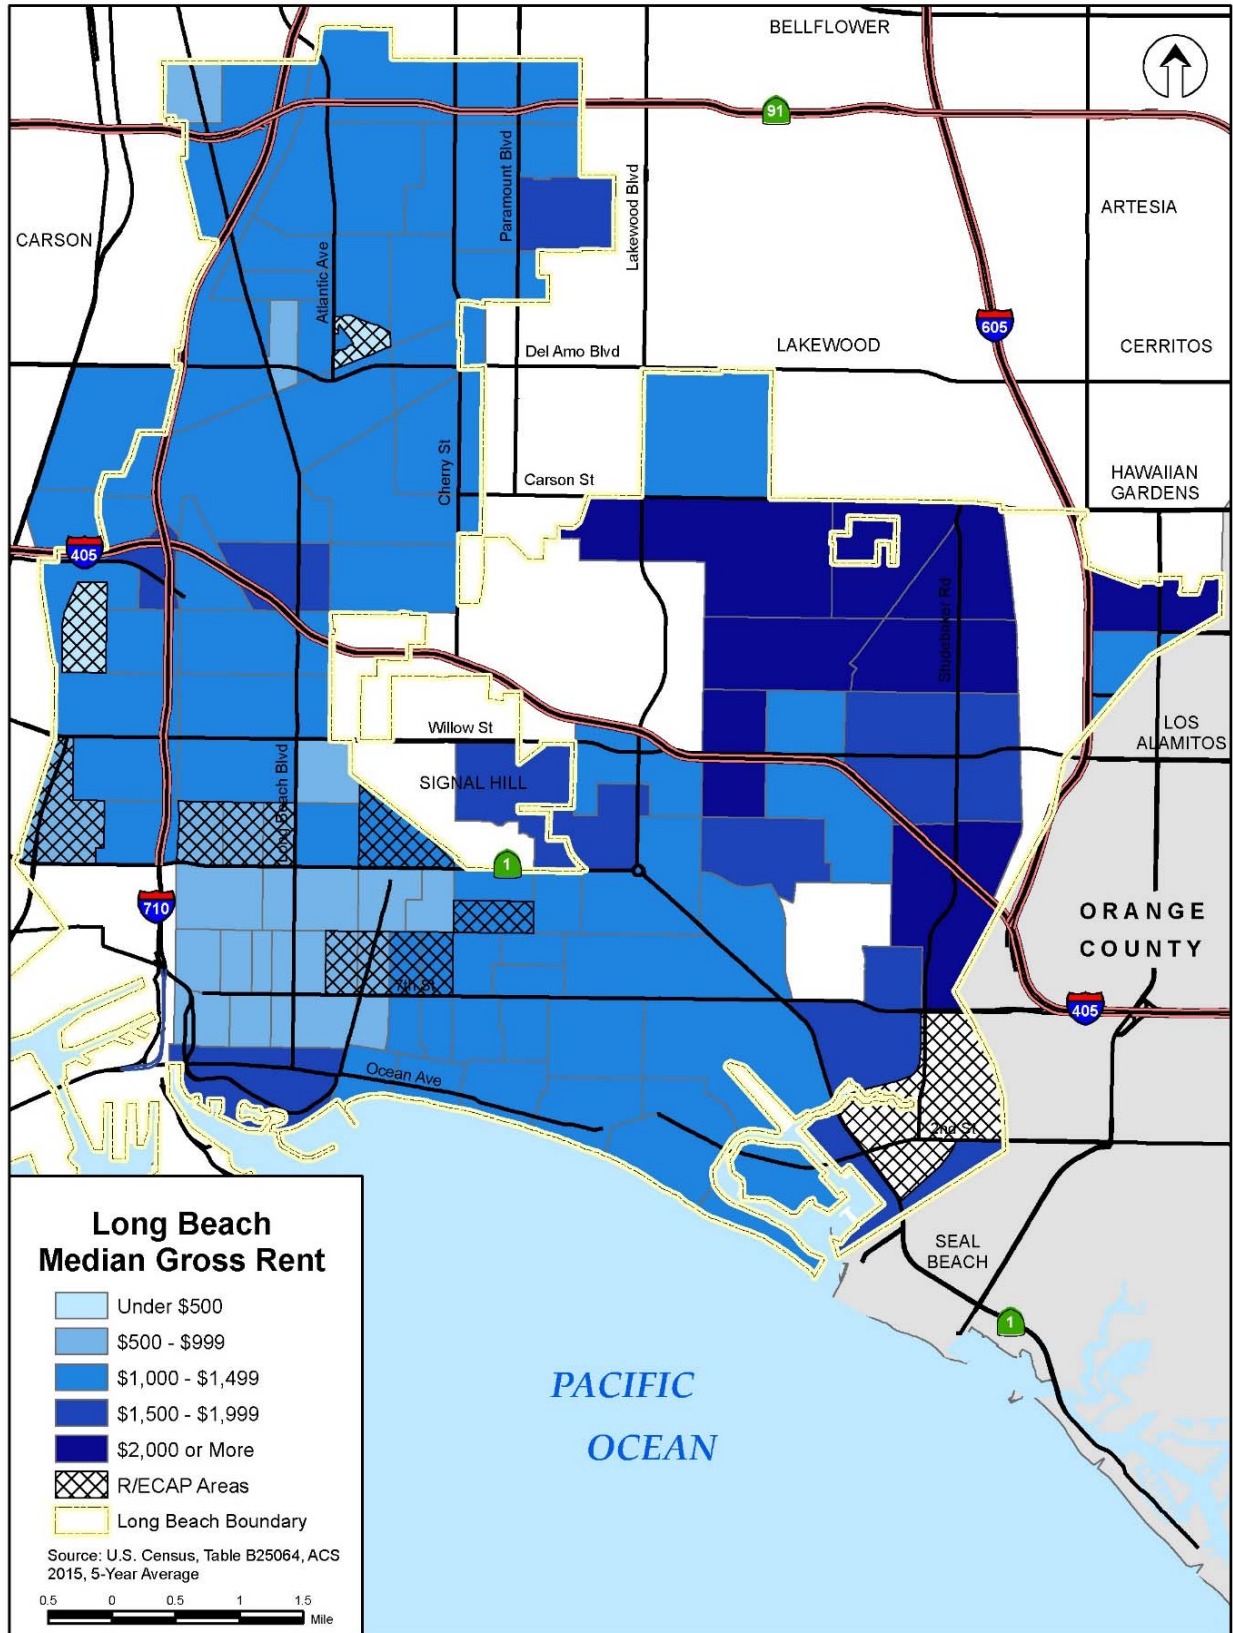 BELLFLOWER
91
Paramount Blvd
Lakewood Blvd
ARTESIA
CARSON
Atlantic Ave
605
Del Amo Blvd
LAKEWOOD
CERRITOS
Cherry St
Carson St
HAWAIIAN
GARDENS
405
Studebaker Rd
Willow St
LOS
ALAMITOS
SIGNAL HILL
Long Beach Blvd
1
710
ORANGE
COUNTY
7th St
405
Ocean Ave
2nd St
SEAL
BEACH
1
PACIFIC
OCEAN
Long Beach
Median Gross Rent
Under $500
$500 - $999
$1,000 - $1,499
$1,500 - $1,999
$2,000 or More
R/ECAP Areas
Long Beach Boundary
Source: U.S. Census, Table B25064, ACS
2015, 5-Year Average
0.5 0 0.5 1 1.5
Mile